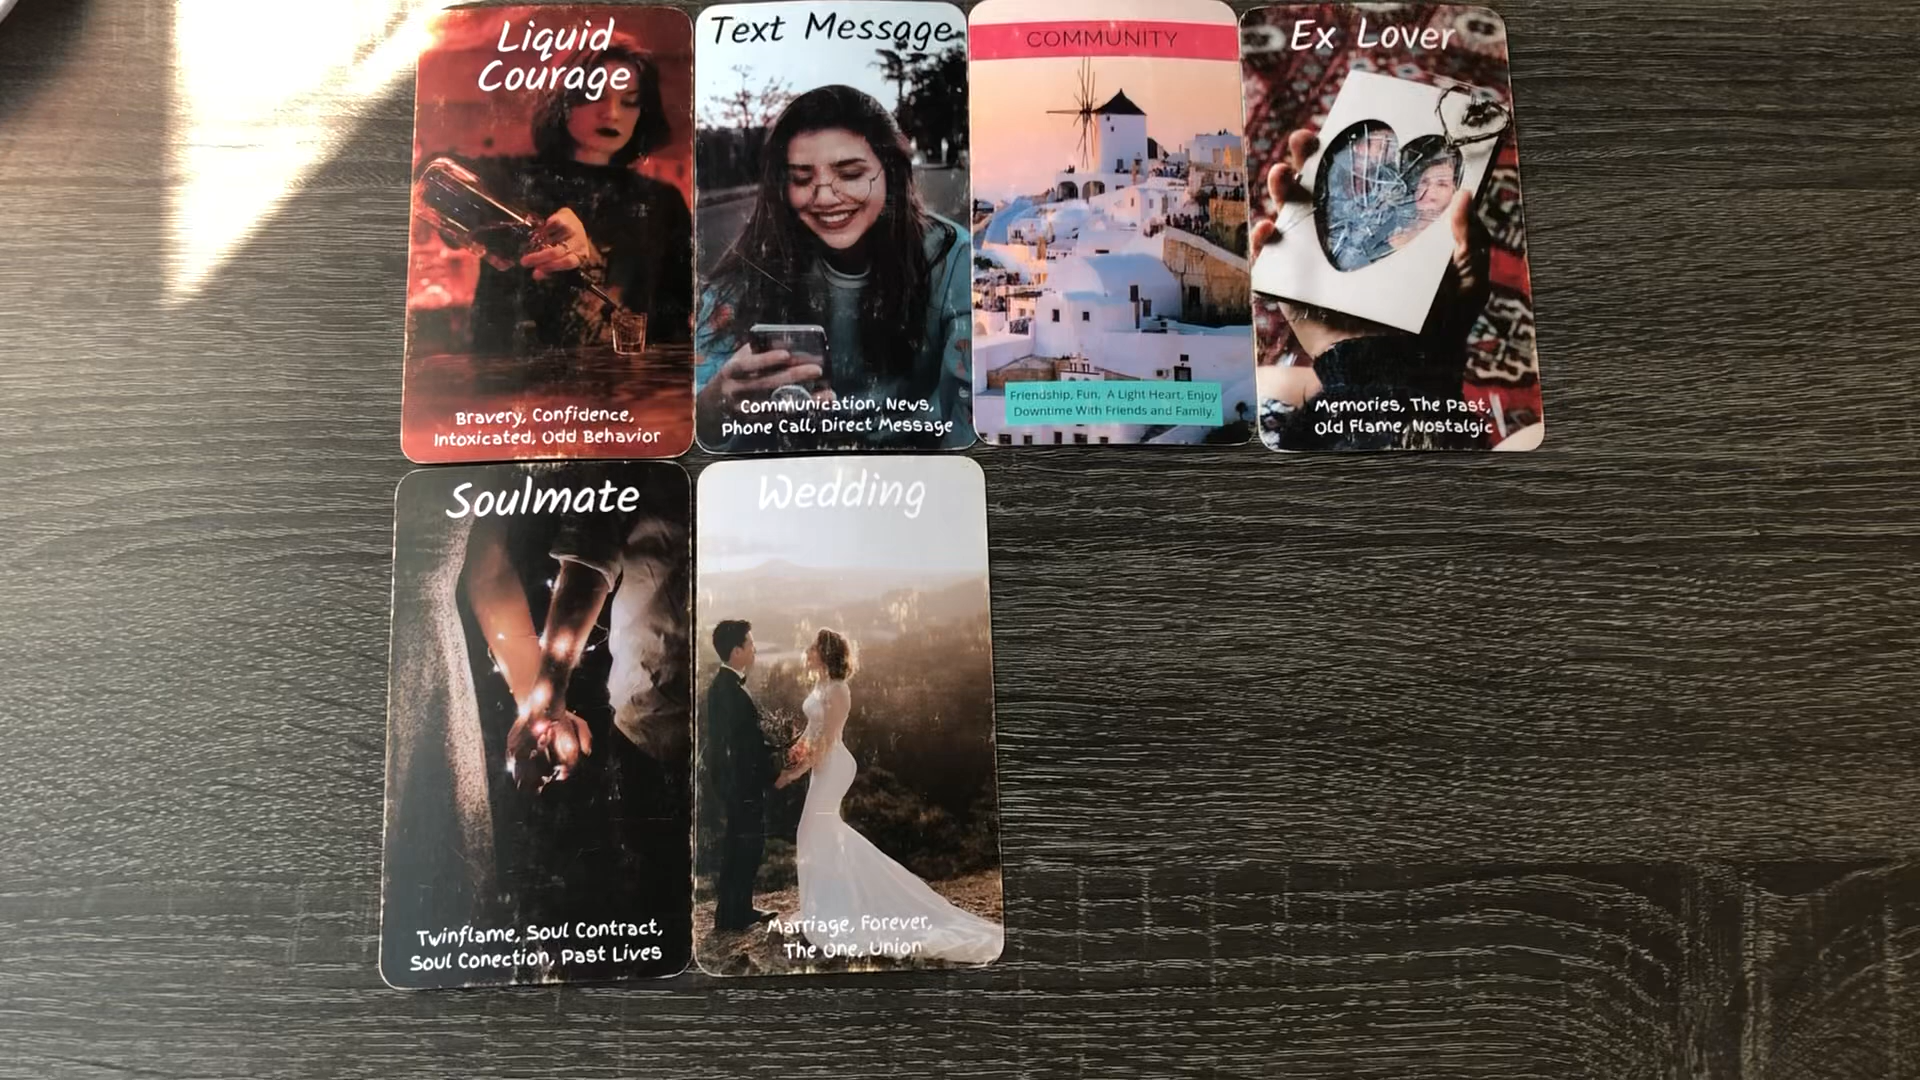 Liquid
Courage
Bravery, Confidence,
Intoxicated, Odd Behavior
Text Message
Communication, News,
Phone Call, Direct Message
COMMUNITY
Friendship, Fun, A Light Heart. Enjoy
Downtime With Friends and Family.
Ex Lover
Memories, The Past,
Old Flame, Nostalgic
Soulmate
Twinflame, Soul Contract,
Soul Conection, Past Lives
Wedding
Marriage, Forever,
The One, Union